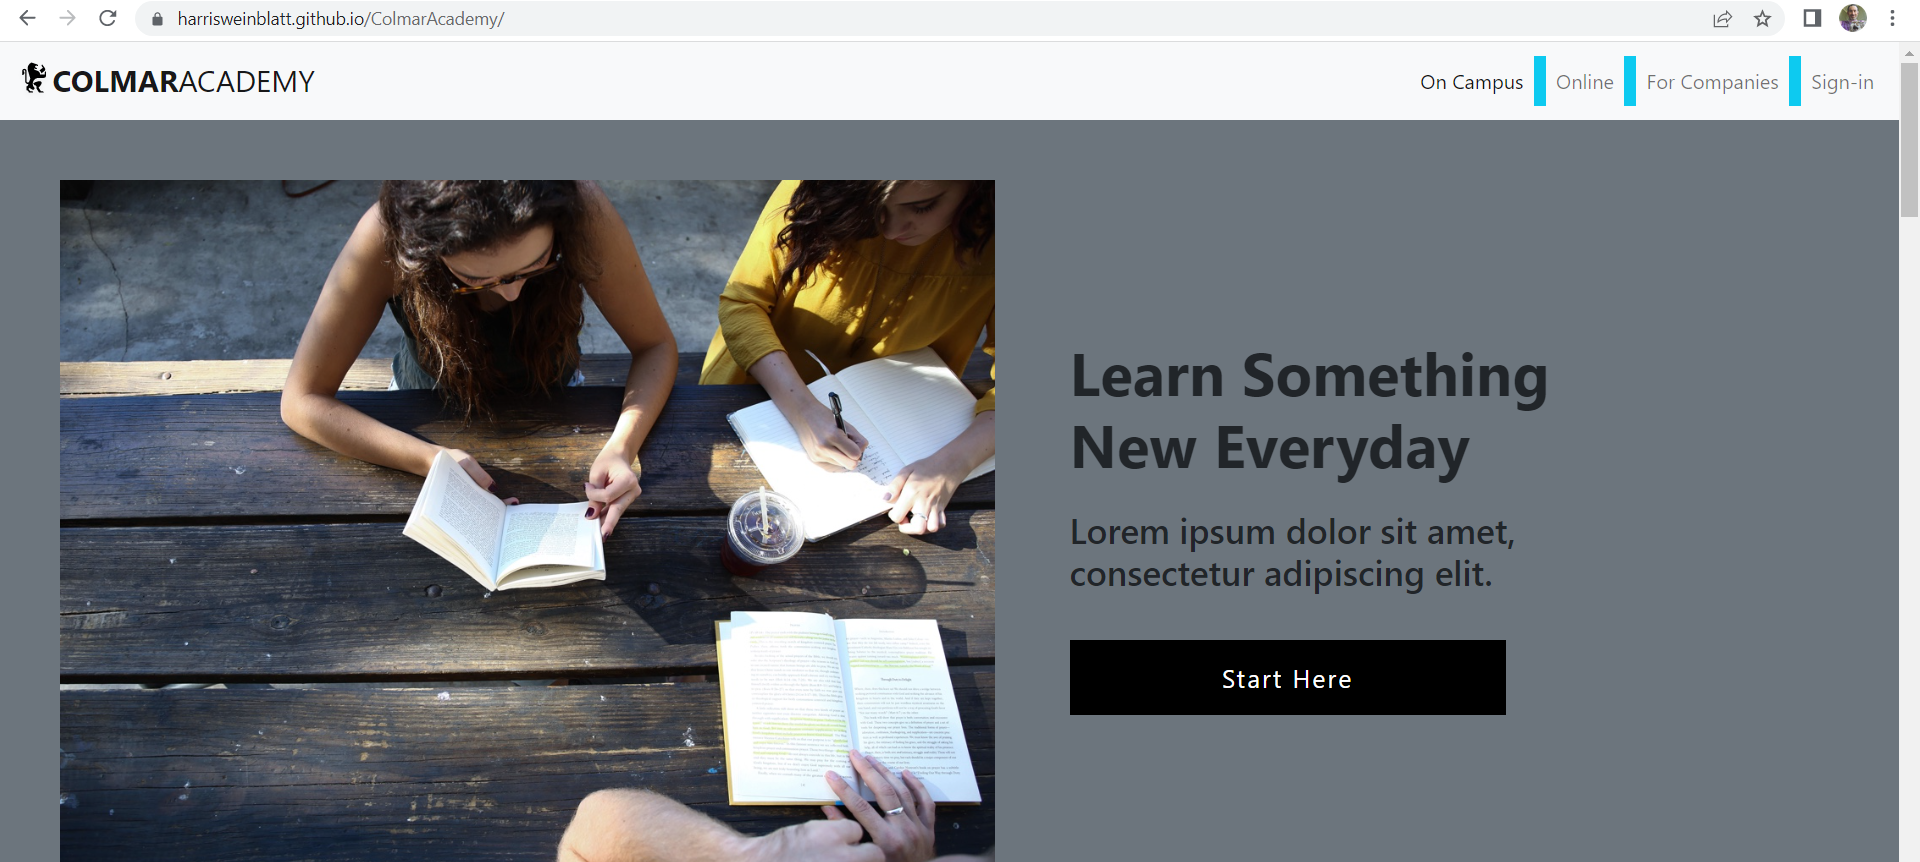 harrisweinblatt.github.io/ColmarAcademy/
COLMARACADEMY
On Campus
Online
For Companies
Sign-in
Learn Something
New Everyday
Lorem ipsum dolor sit amet,
consectetur adipiscing elit.
Start Here